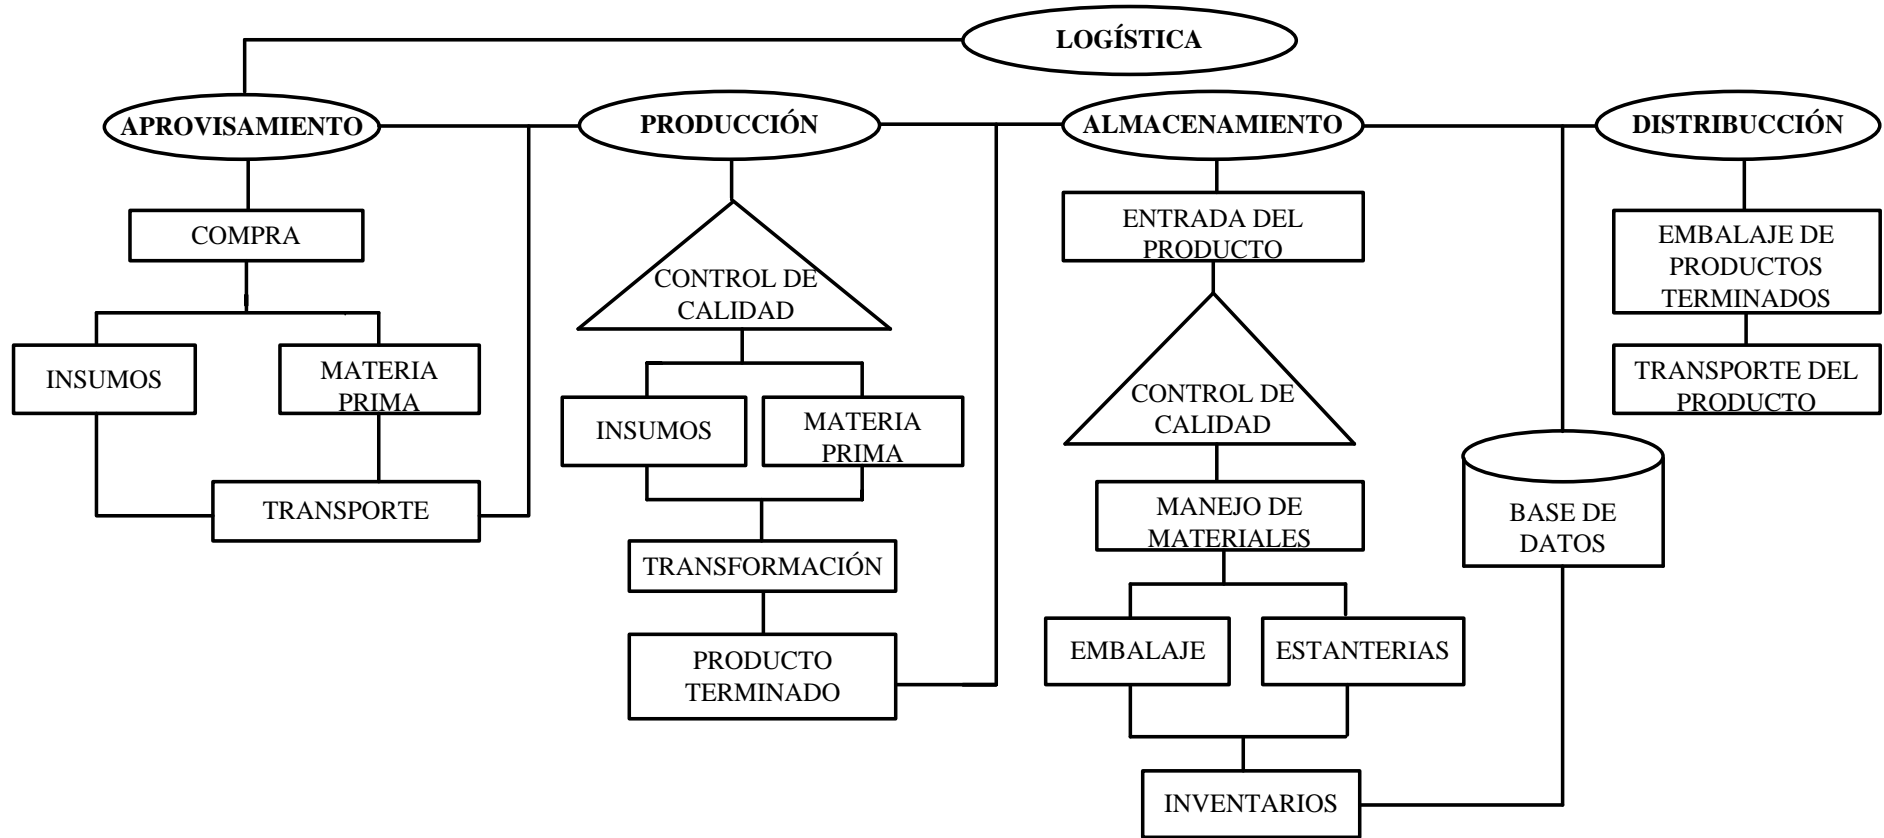 LOGÍSTICA
APROVISAMIENTO
COMPRA
INSUMOS
MATERIA
PRIMA
TRANSPORTE
PRODUCCIÓN
CONTROL DE
CALIDAD
INSUMOS
MATERIA
PRIMA
TRANSFORMACIÓN
PRODUCTO
TERMINADO
ALMACENAMIENTO
ENTRADA DEL
PRODUCTO
CONTROL DE
CALIDAD
MANEJO DE
MATERIALES
EMBALAJE
ESTANTERIAS
INVENTARIOS
BASE DE
DATOS
DISTRIBUCCIÓN
EMBALAJE DE
PRODUCTOS
TERMINADOS
TRANSPORTE DEL
PRODUCTO